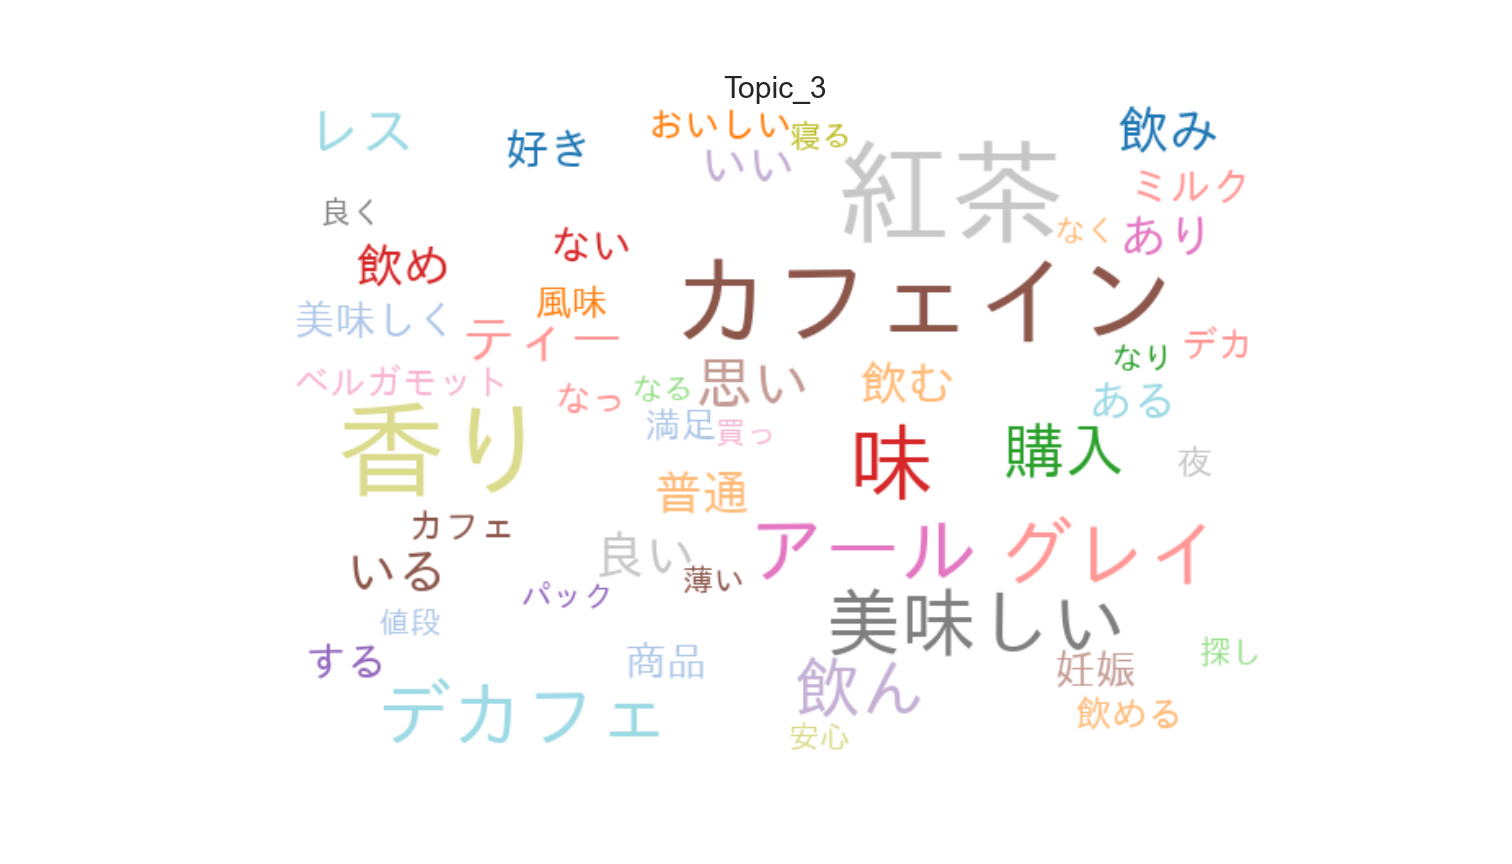 Topic_3
レス
好き
おいしい
寝る
いい
紅茶
飲み
ミルク
良く
飲め
ない
なく
あり
カフェイン
美味しく
風味
ティー
なり
デカ
ベルガモット
なっ
なる
思い
飲む
ある
香り
満足
買っ
味
購入
夜
普通
カフェ
いる
良い
薄い
アール
グレイ
パック
値段
美味しい
する
商品
飲ん
妊娠
探し
デカフェ
飲める
安心